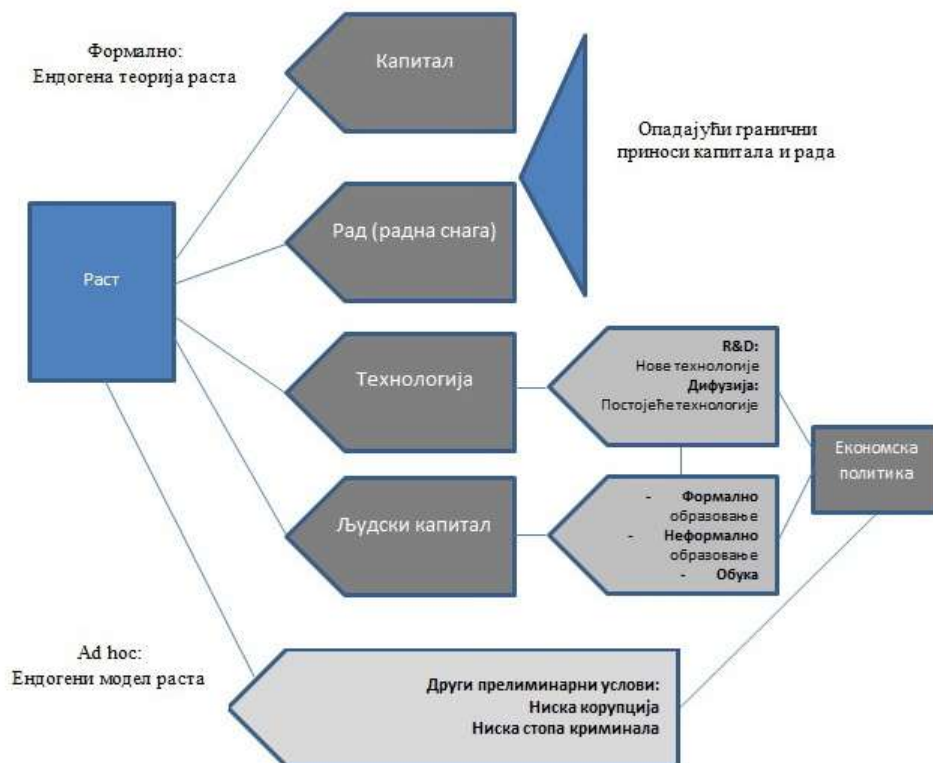 Формално:
Ендогена теорија раста
Капитал
Опадајући гранични
приноси капитала и рада
Рад (радна снага)
Раст
Технологија
R&D:
Нове технологије
Дифузија:
Постојеће технологије
Економска
политика
Људски капитал
- Формално
образовање
- Неформално
образовање
- Обука
Ad hoc:
Ендогени модел раста
Други прелиминарни услови:
Ниска корупција
Ниска стопа криминала